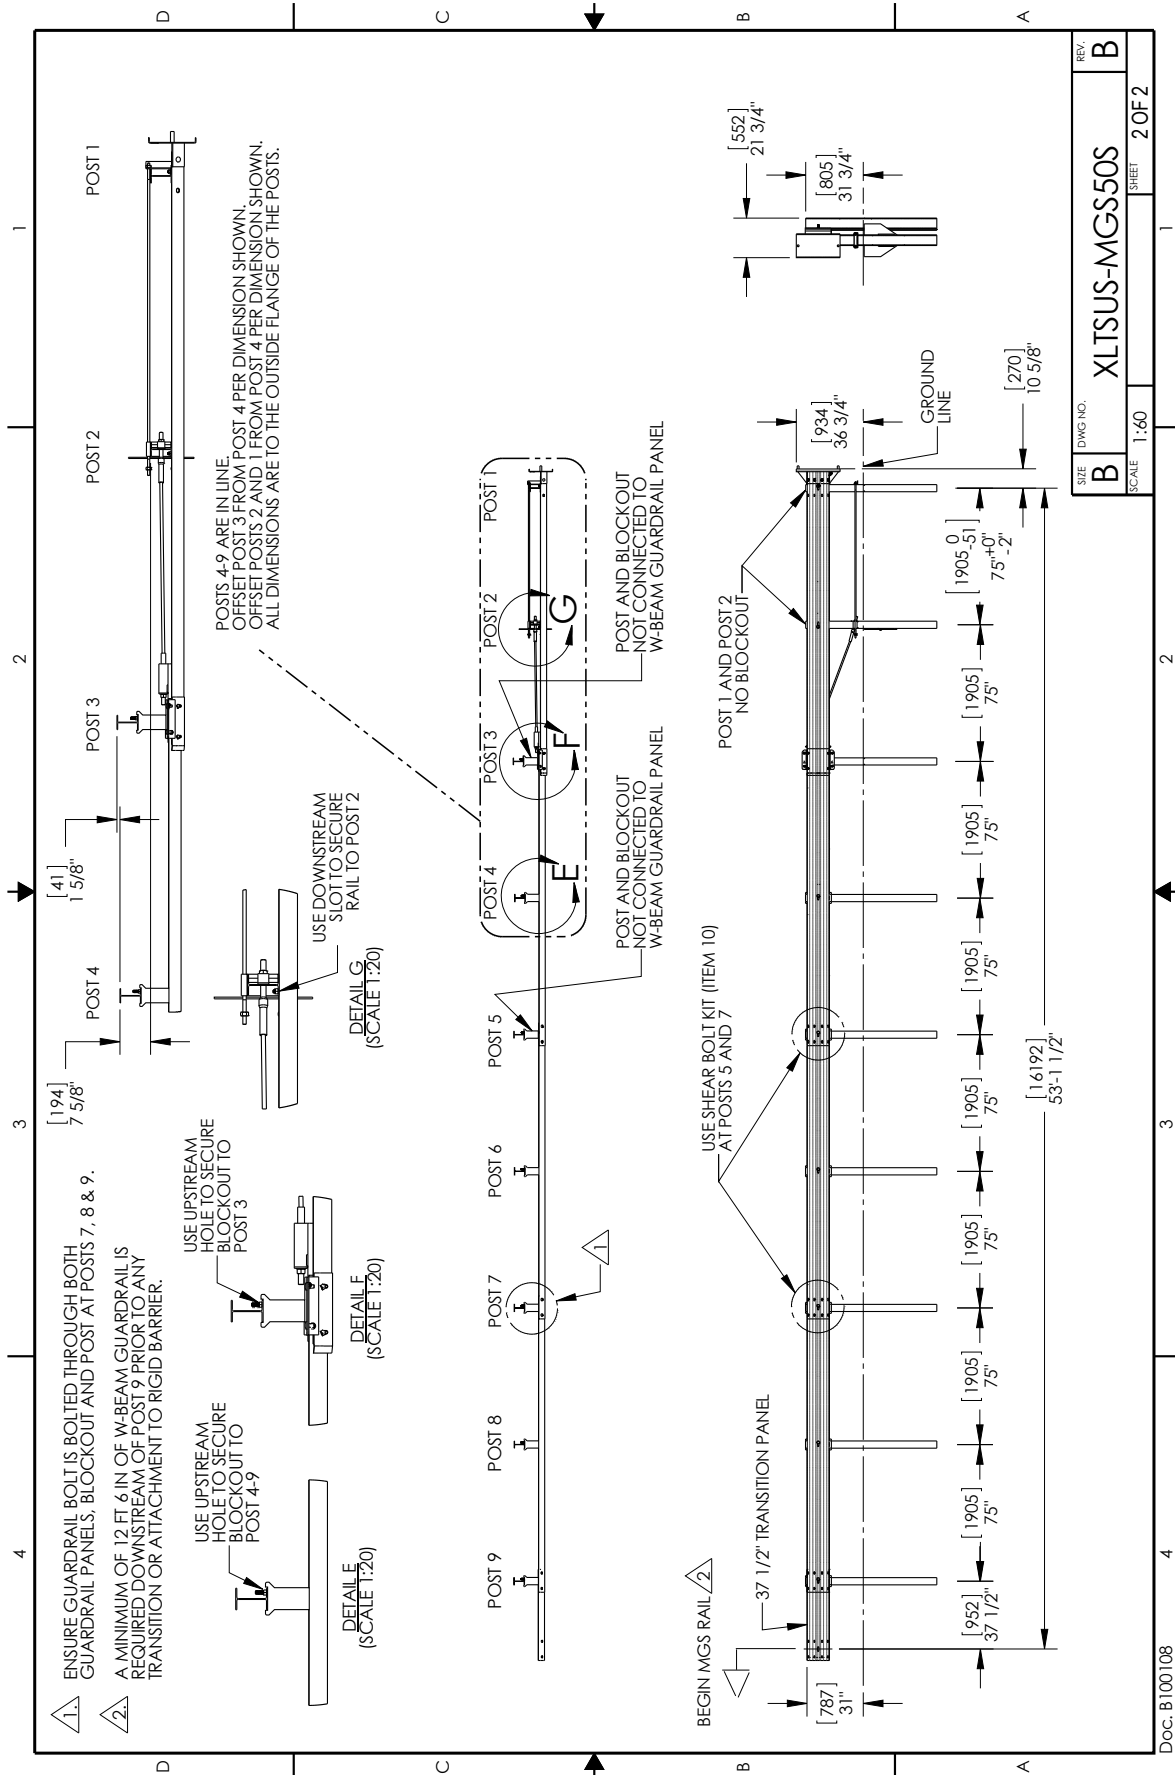 4
3
2
1
D
C
B
A
D
C
B
A
4
3
2
1
1.
ENSURE GUARDRAIL BOLT IS BOLTED THROUGH BOTH
GUARDRAIL PANELS, BLOCKOUT AND POST AT POSTS 7, 8 & 9.
2.
A MINIMUM OF 12 FT 6 IN OF W-BEAM GUARDRAIL IS
REQUIRED DOWNSTREAM OF POST 9 PRIOR TO ANY
TRANSITION OR ATTACHMENT TO RIGID BARRIER.
[194]
7 5/8"
[41]
1 5/8"
POST 4
POST 3
POST 2
POST 1
USE UPSTREAM
HOLE TO SECURE
BLOCKOUT TO
POST 4-9
DETAIL E
(SCALE 1:20)
USE UPSTREAM
HOLE TO SECURE
BLOCKOUT TO
POST 3
DETAIL F
(SCALE 1:20)
USE DOWNSTREAM
SLOT TO SECURE
RAIL TO POST 2
DETAIL G
(SCALE 1:20)
POSTS 4-9 ARE IN LINE.
OFFSET POST 3 FROM POST 4 PER DIMENSION SHOWN.
OFFSET POSTS 2 AND 1 FROM POST 4 PER DIMENSION SHOWN.
ALL DIMENSIONS ARE TO THE OUTSIDE FLANGE OF THE POSTS.
POST 9
POST 8
POST 7
POST 6
POST 5
POST 4
POST 3
POST 2
POST 1
E
F
G
1
POST AND BLOCKOUT
NOT CONNECTED TO
W-BEAM GUARDRAIL PANEL
POST AND BLOCKOUT
NOT CONNECTED TO
W-BEAM GUARDRAIL PANEL
BEGIN MGS RAIL
2
37 1/2" TRANSITION PANEL
USE SHEAR BOLT KIT (ITEM 10)
AT POSTS 5 AND 7
POST 1 AND POST 2
NO BLOCKOUT
[552]
21 3/4"
[805]
31 3/4"
[934]
36 3/4"
GROUND
LINE
[787]
31"
[952]
37 1/2"
[1905]
75"
[1905]
75"
[1905]
75"
[1905]
75"
[1905]
75"
[1905]
75"
[1905]
75"
[1905 0 -51]
75" +0" -2"
[270]
10 5/8"
[16192]
53'-1 1/2"
SIZE
B
DWG NO.
XLTSUS-MGS50S
REV.
B
SCALE
1:60
SHEET
2 OF 2
Doc. B100108